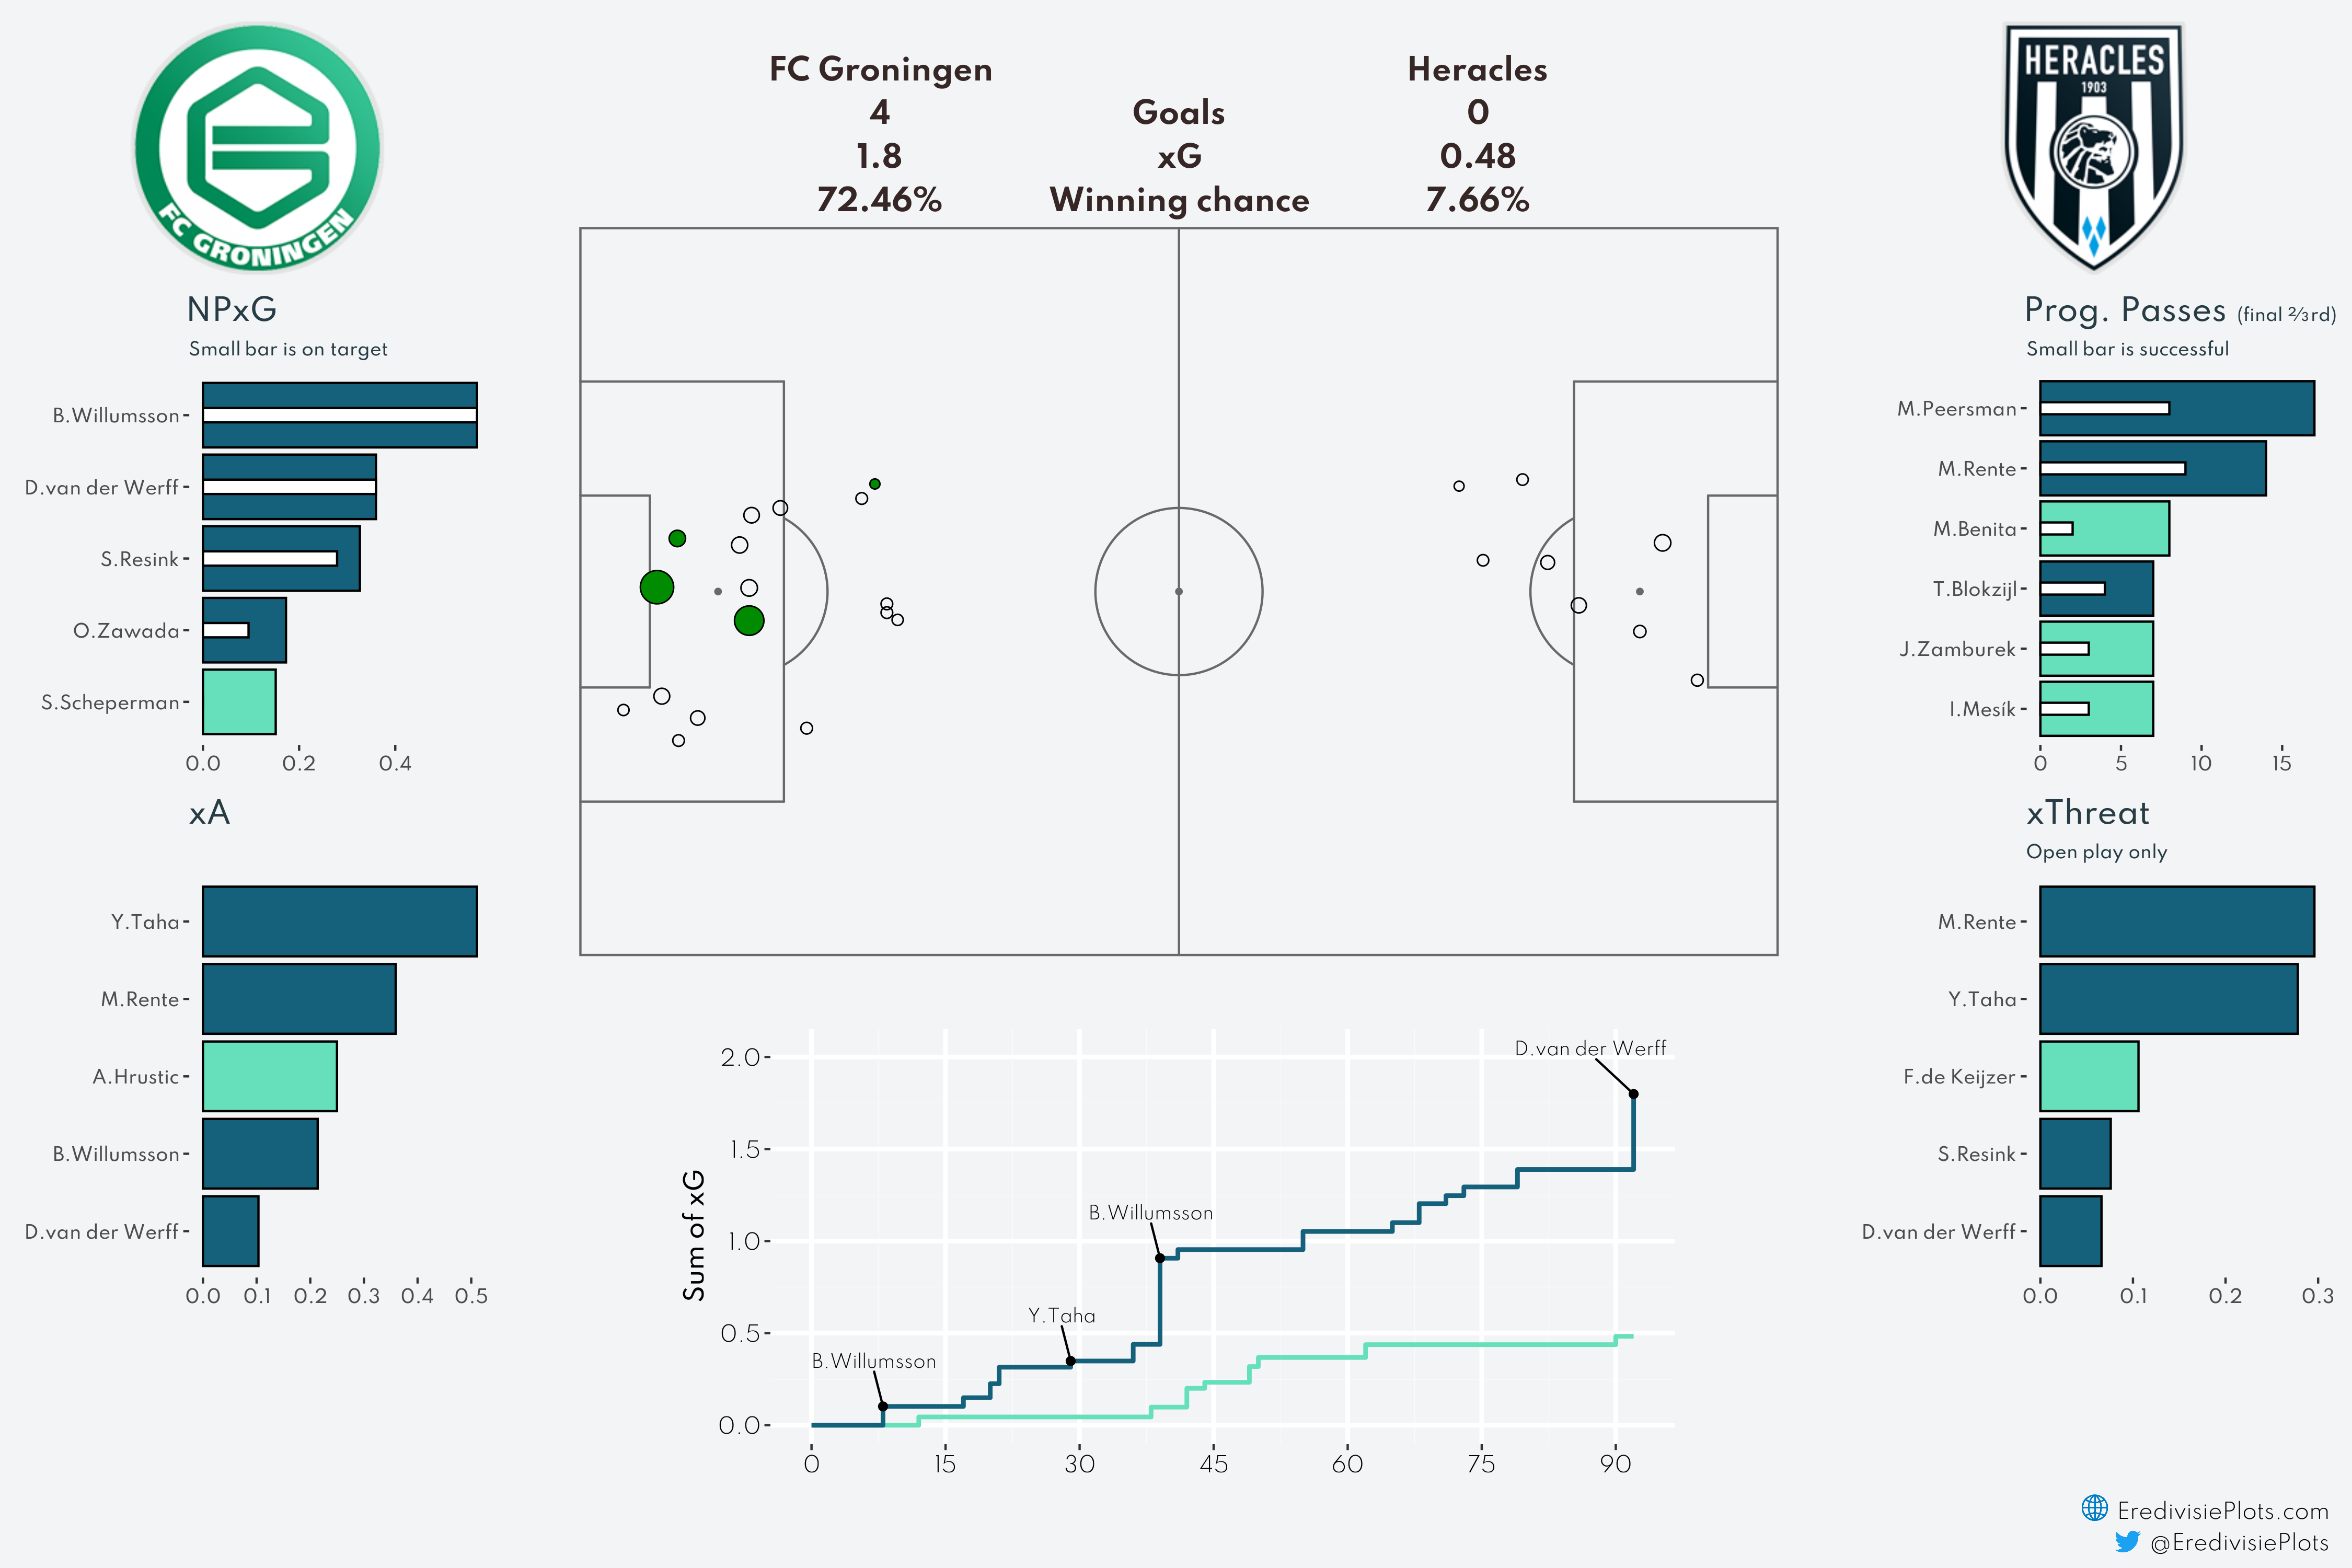 FC GRONINGEN
HERACLES
1903
FC Groningen Heracles
4 Goals 0
1.8 xG 0.48
72.46% Winning chance 7.66%
NPxG
Small bar is on target
B.Willumsson
D.van der Werff
S.Resink
O.Zawada
S.Scheperman
0.0 0.2 0.4
xA
Y.Taha
M.Rente
A.Hrustic
B.Willumsson
D.van der Werff
0.0 0.1 0.2 0.3 0.4 0.5
Sum of xG
2.0
1.5
1.0
0.5
0.0
D.van der Werff
B.Willumsson
Y.Taha
B.Willumsson
0 15 30 45 60 75 90
Prog. Passes (final ⅔rd)
Small bar is successful
M.Peersman
M.Rente
M.Benita
T.Blokzijl
J.Zamburek
I.Mesík
0 5 10 15
xThreat
Open play only
M.Rente
Y.Taha
F.de Keijzer
S.Resink
D.van der Werff
0.0 0.1 0.2 0.3
EredivisiePlots.com
@EredivisiePlots